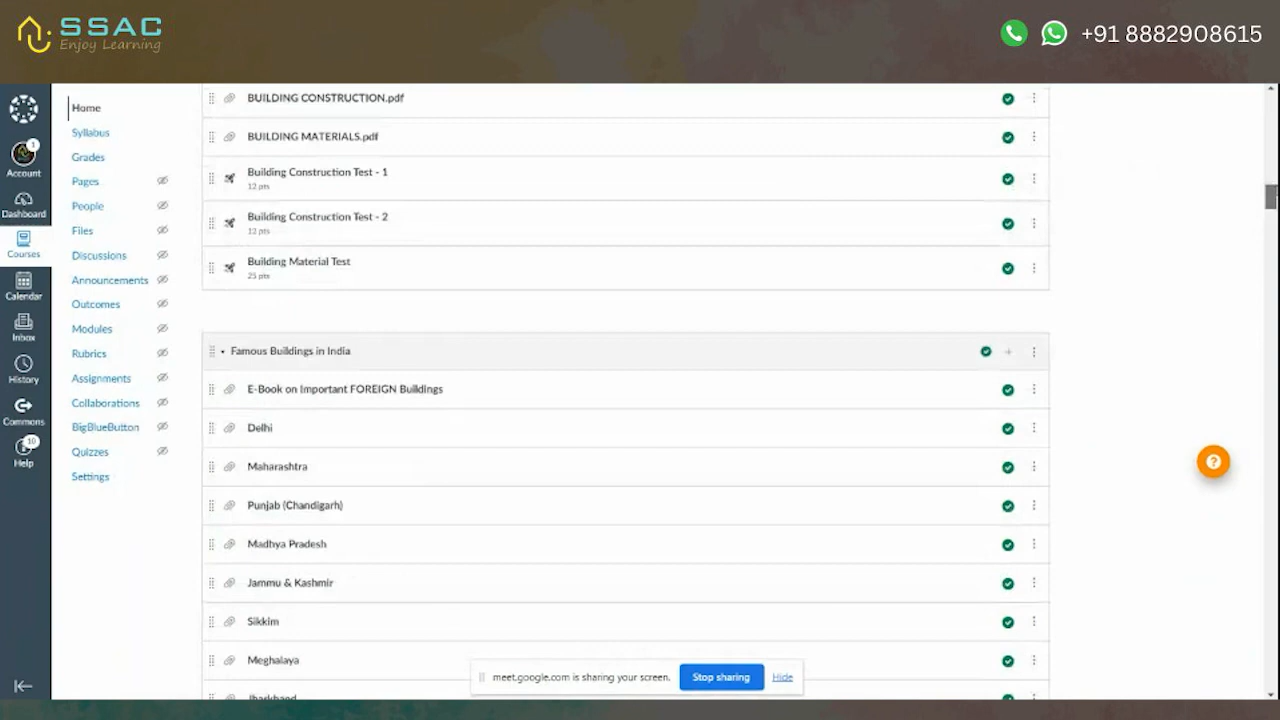 SSAC
Enjoy Learning
+91 8882908615
1
Account
Dashboard
Courses
Calendar
Inbox
History
Commons
10
Help
Home
Syllabus
Grades
Pages
People
Files
Discussions
Announcements
Outcomes
Modules
Rubrics
Assignments
Collaborations
BigBlueButton
Quizzes
Settings
BUILDING CONSTRUCTION.pdf
BUILDING MATERIALS.pdf
Building Construction Test - 1
12 pts
Building Construction Test - 2
12 pts
Building Material Test
25 pts
Famous Buildings in India
E-Book on Important FOREIGN Buildings
Delhi
Maharashtra
Punjab (Chandigarh)
Madhya Pradesh
Jammu & Kashmir
Sikkim
Meghalaya
Jharkhand
meet.google.com is sharing your screen.
Stop sharing
Hide